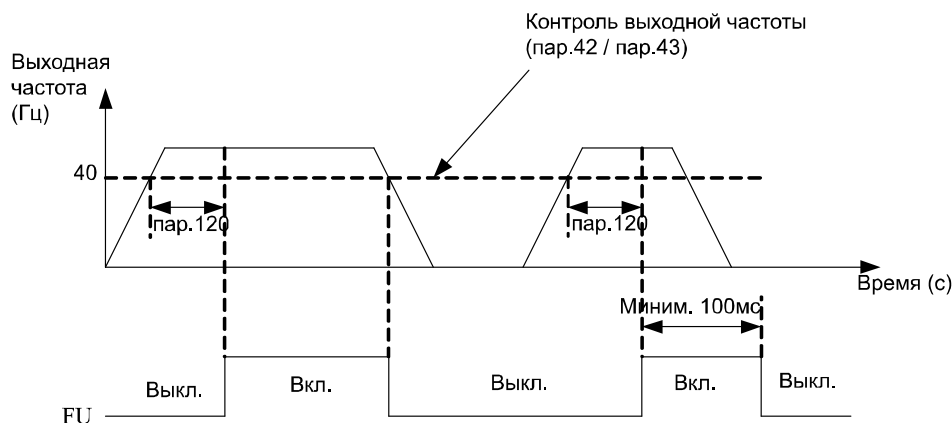 Контроль выходной частоты
(пар.42 / пар.43)
Выходная
частота
(Гц)
40
пар.120
пар.120
Время (с)
Миним. 100мс
Выкл.
Вкл.
Выкл.
Вкл.
Выкл.
FU